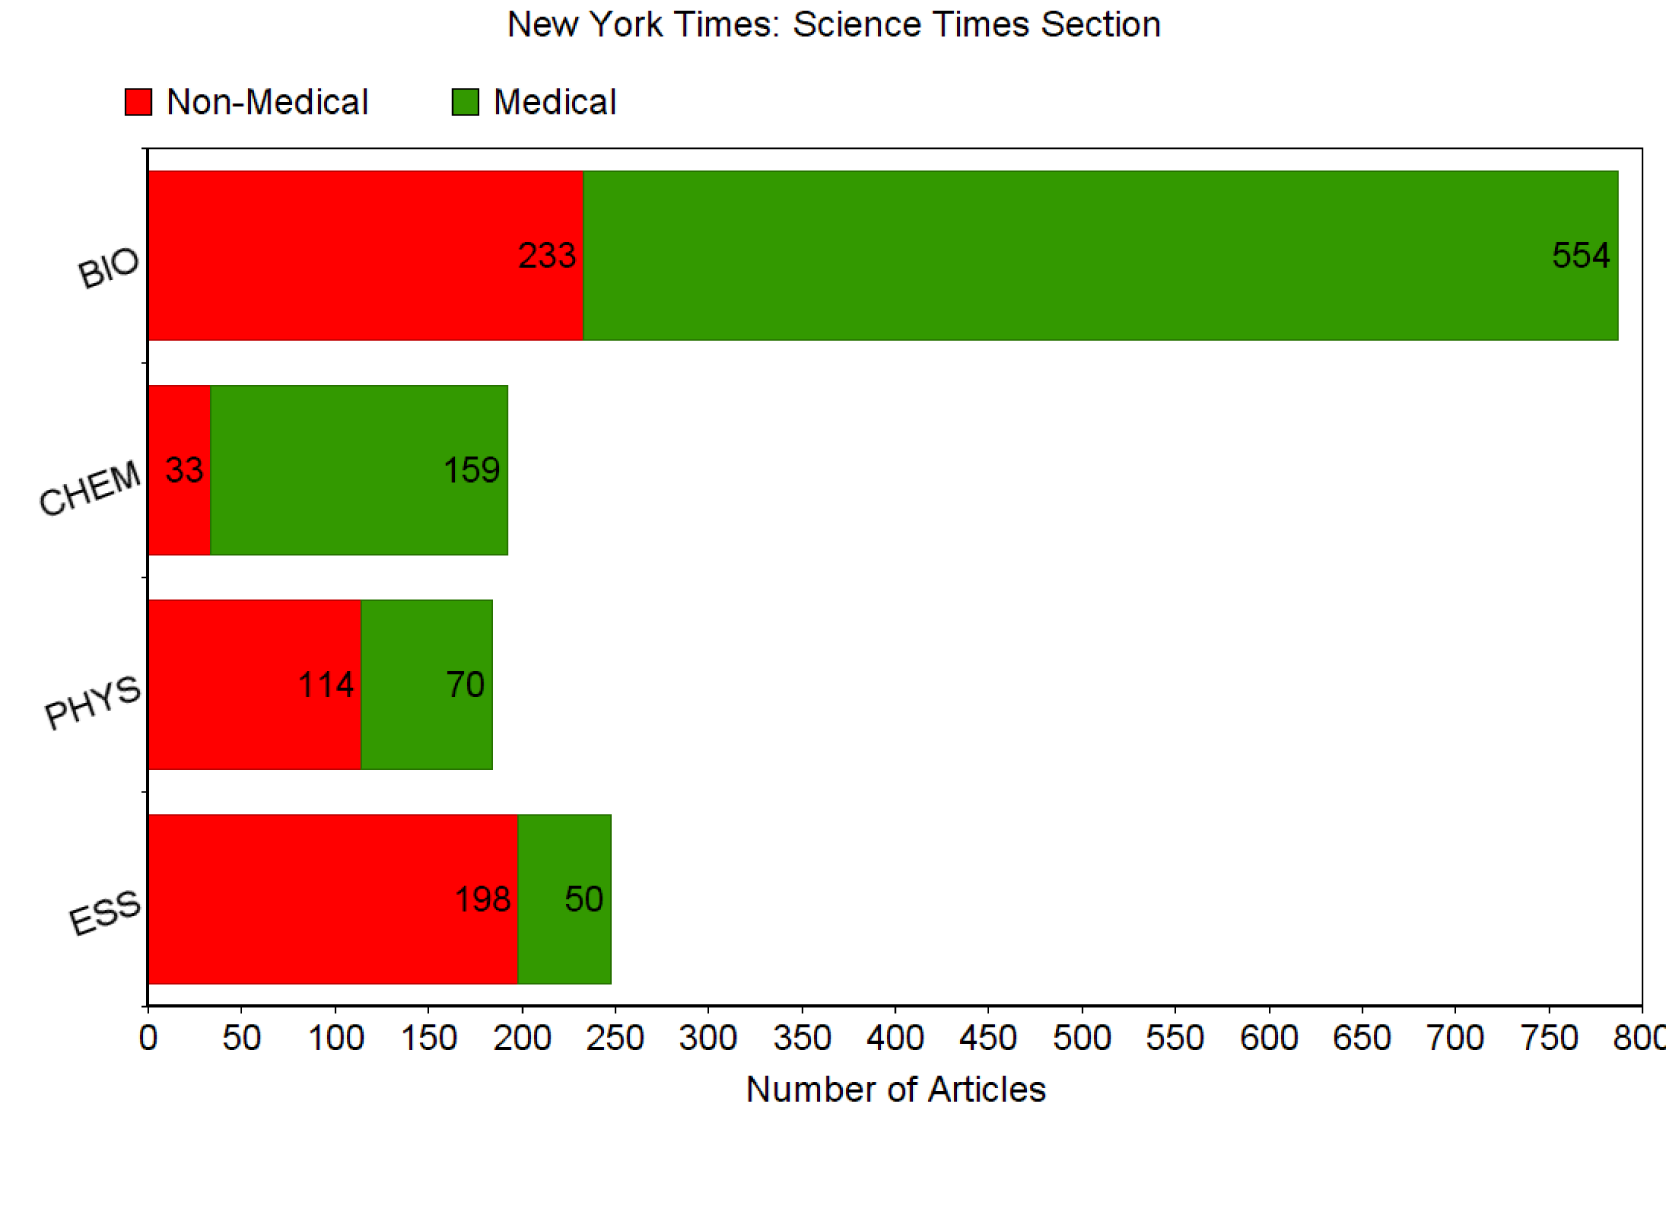 New York Times: Science Times Section
Non-Medical Medical
BIO 233 554
CHEM 33 159
PHYS 114 70
ESS 198 50
0 50 100 150 200 250 300 350 400 450 500 550 600 650 700 750 800
Number of Articles